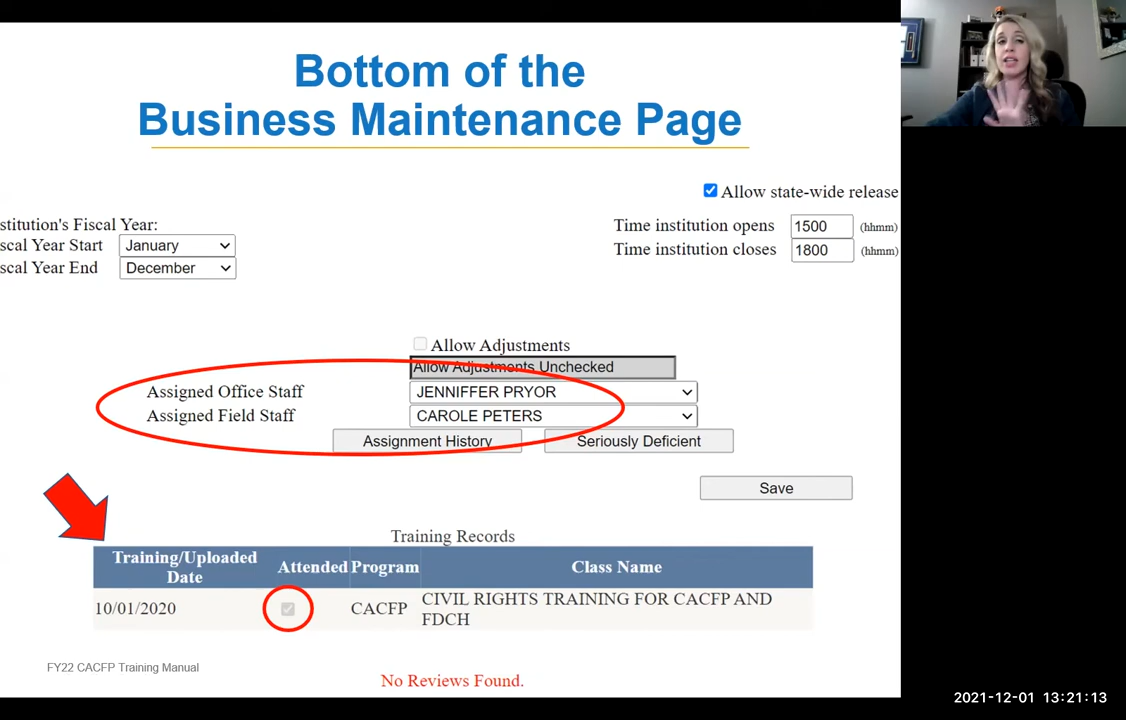 Bottom of the
Business Maintenance Page
Allow state-wide release
stitution's Fiscal Year:
scal Year Start January
scal Year End December
Time institution opens 1500 (hhmm)
Time institution closes 1800 (hhmm)
Allow Adjustments
Allow Adjustments Unchecked
Assigned Office Staff JENNIFFER PRYOR
Assigned Field Staff CAROLE PETERS
Assignment History Seriously Deficient
Save
Training Records
Training/Uploaded
Date
Attended Program Class Name
10/01/2020 CACFP CIVIL RIGHTS TRAINING FOR CACFP AND
FDCH
FY22 CACFP Training Manual
No Reviews Found.
2021-12-01 13:21:13